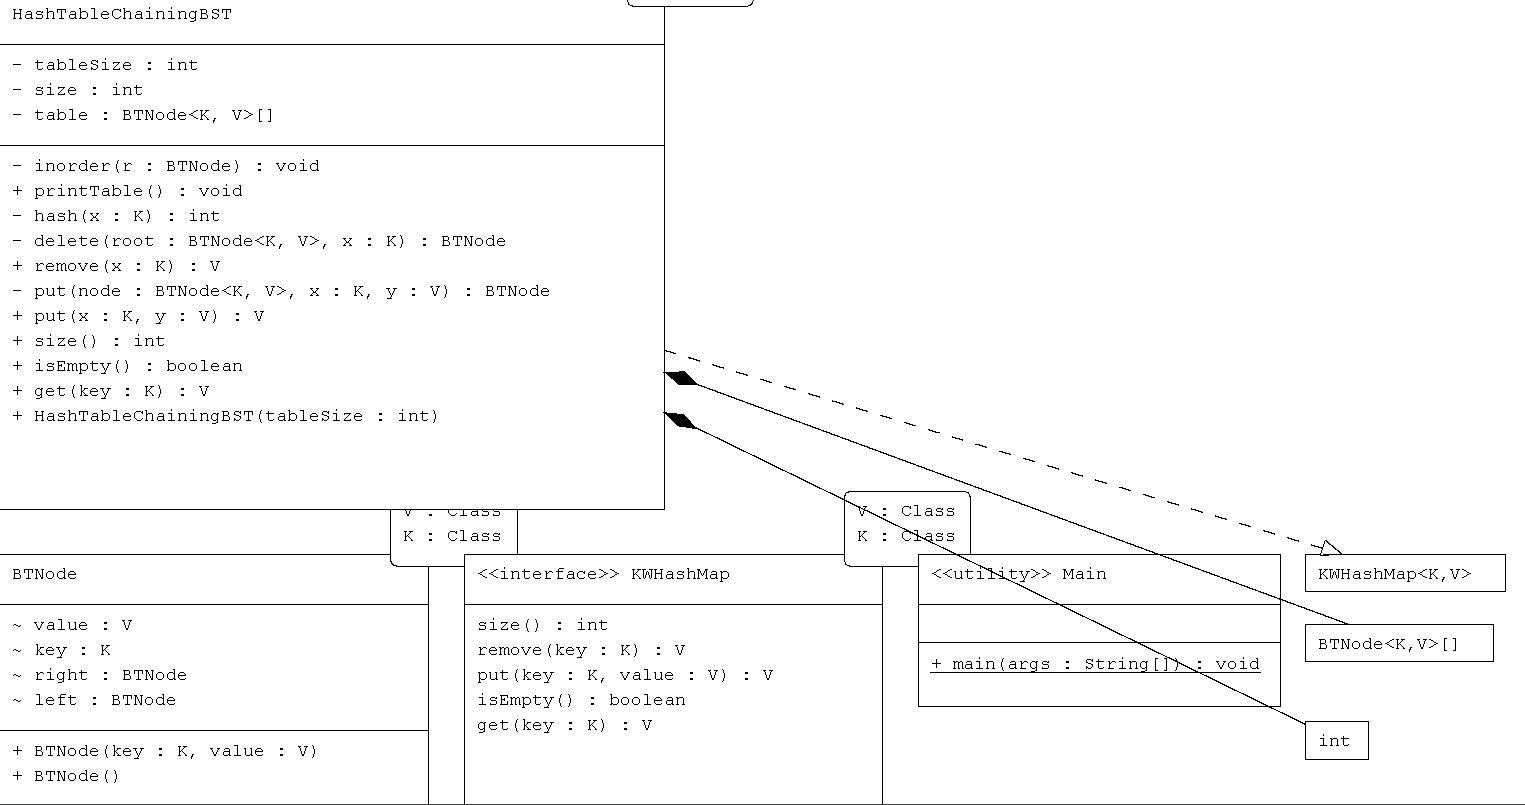 HashTableChainingBST
- tableSize : int
- size : int
- table : BTNode<K, V>[]
- inorder(r : BTNode) : void
+ printTable() : void
- hash(x : K) : int
- delete(root : BTNode<K, V>, x : K) : BTNode
+ remove(x : K) : V
- put(node : BTNode<K, V>, x : K, y : V) : BTNode
+ put(x : K, y : V) : V
+ size() : int
+ isEmpty() : boolean
+ get(key : K) : V
+ HashTableChainingBST(tableSize : int)
V : Class
K : Class
BTNode
~ value : V
~ key : K
~ right : BTNode
~ left : BTNode
+ BTNode(key : K, value : V)
+ BTNode()
V : Class
K : Class
<<interface>> KWHashMap
size() : int
remove(key : K) : V
put(key : K, value : V) : V
isEmpty() : boolean
get(key : K) : V
<<utility>> Main
+ main(args : String[]) : void
KWHashMap<K,V>
BTNode<K,V>[]
int